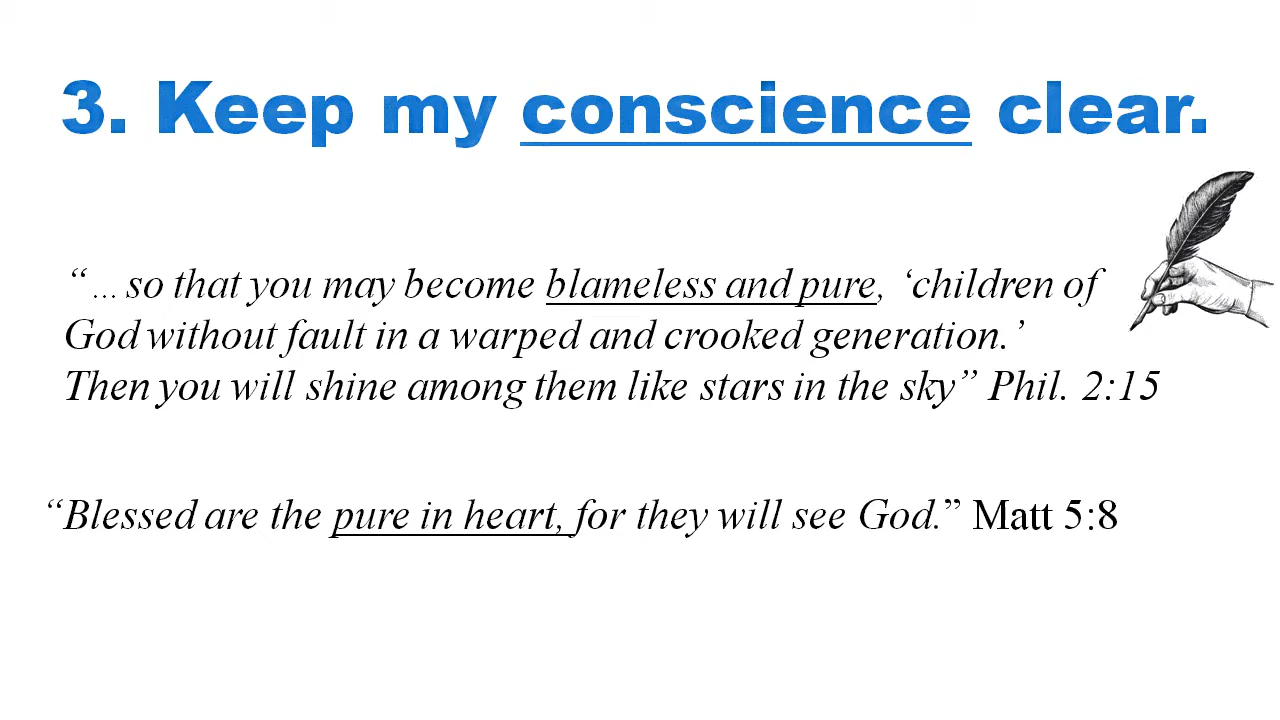 3. Keep my conscience clear.
“… so that you may become blameless and pure, ‘children of
God without fault in a warped and crooked generation.’
Then you will shine among them like stars in the sky” Phil. 2:15
“Blessed are the pure in heart, for they will see God.” Matt 5:8